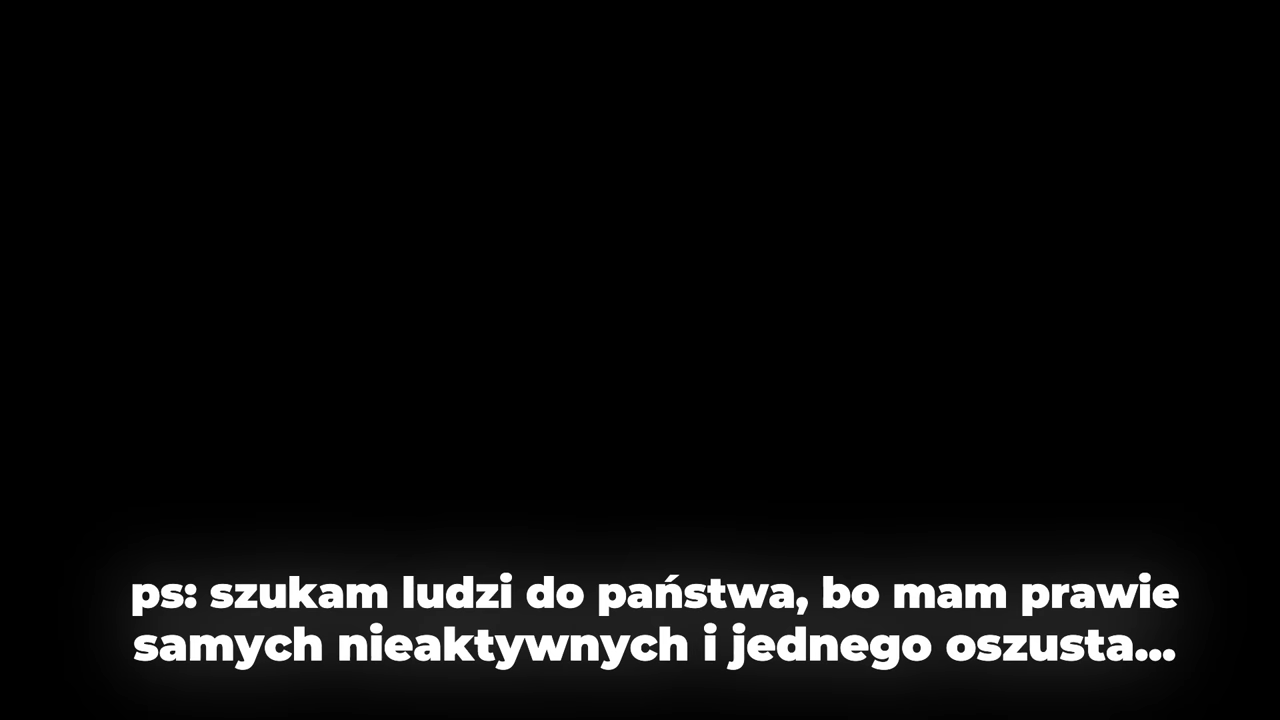 ps: szukam ludzi do państwa, bo mam prawie
samych nieaktywnych i jednego oszusta...